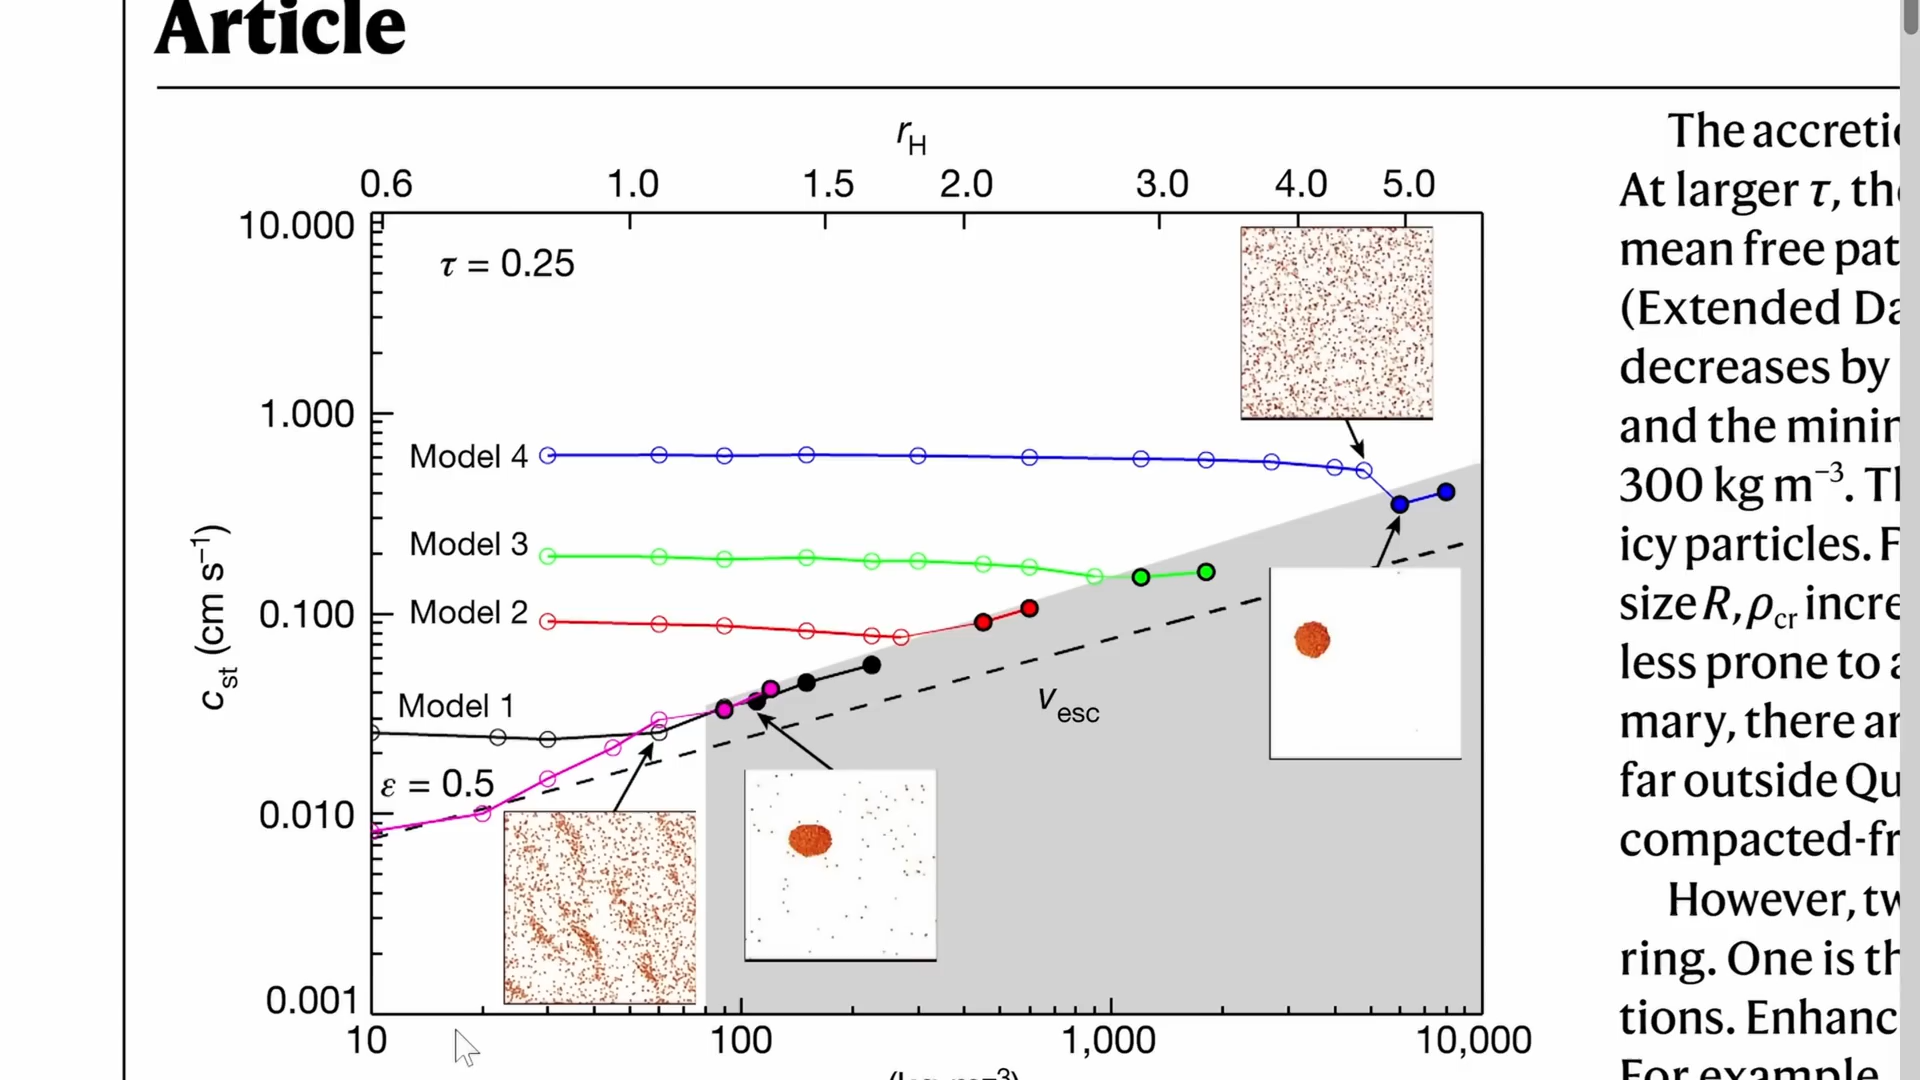 Article
r_H
0.6 1.0 1.5 2.0 3.0 4.0 5.0
10.000
τ = 0.25
1.000
Model 4
Model 3
0.100
Model 2
c_st (cm s⁻¹)
v_esc
Model 1
ε = 0.5
0.010
0.001
10 100 1,000 10,000
The accretic
At larger τ, the
mean free pat
(Extended Da
decreases by
and the minin
300 kg m⁻³. Tl
icy particles. F
size R, ρ_cr incre
less prone to a
mary, there ar
far outside Qu
compacted-fr
However, tw
ring. One is th
tions. Enhanc
For example